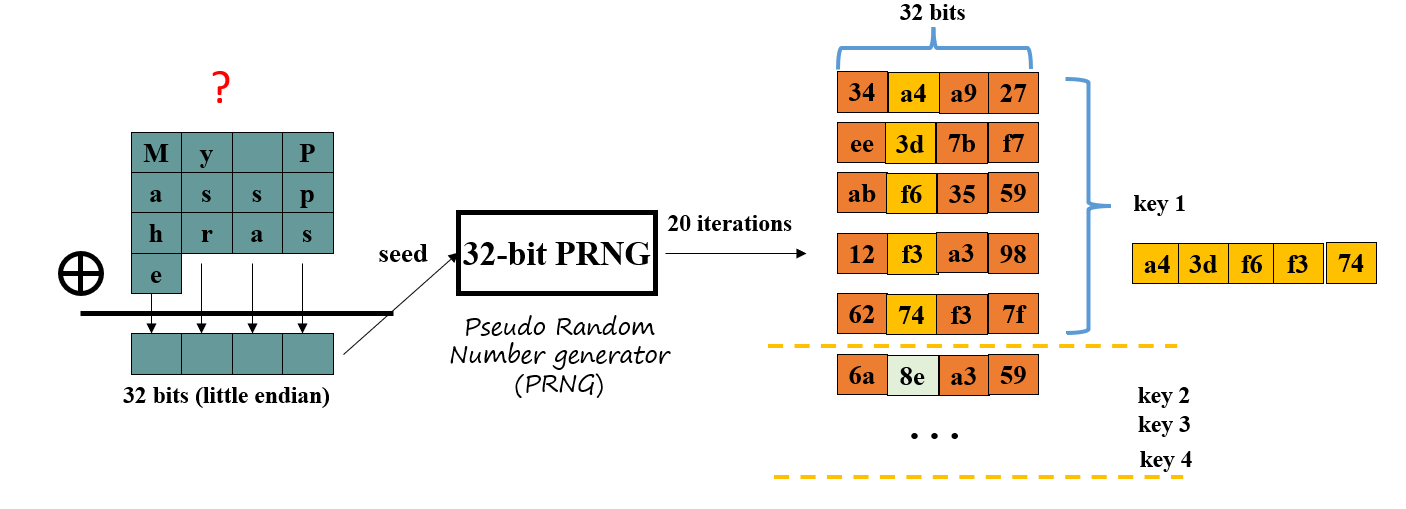 32 bits
?
M y P
a s s p
h r a s
e
32 bits (little endian)
seed
32-bit PRNG
Pseudo Random
Number generator
(PRNG)
20 iterations
34 a4 a9 27
ee 3d 7b f7
ab f6 35 59
12 f3 a3 98
62 74 f3 7f
6a 8e a3 59
...
key 1
a4 3d f6 f3 74
key 2
key 3
key 4